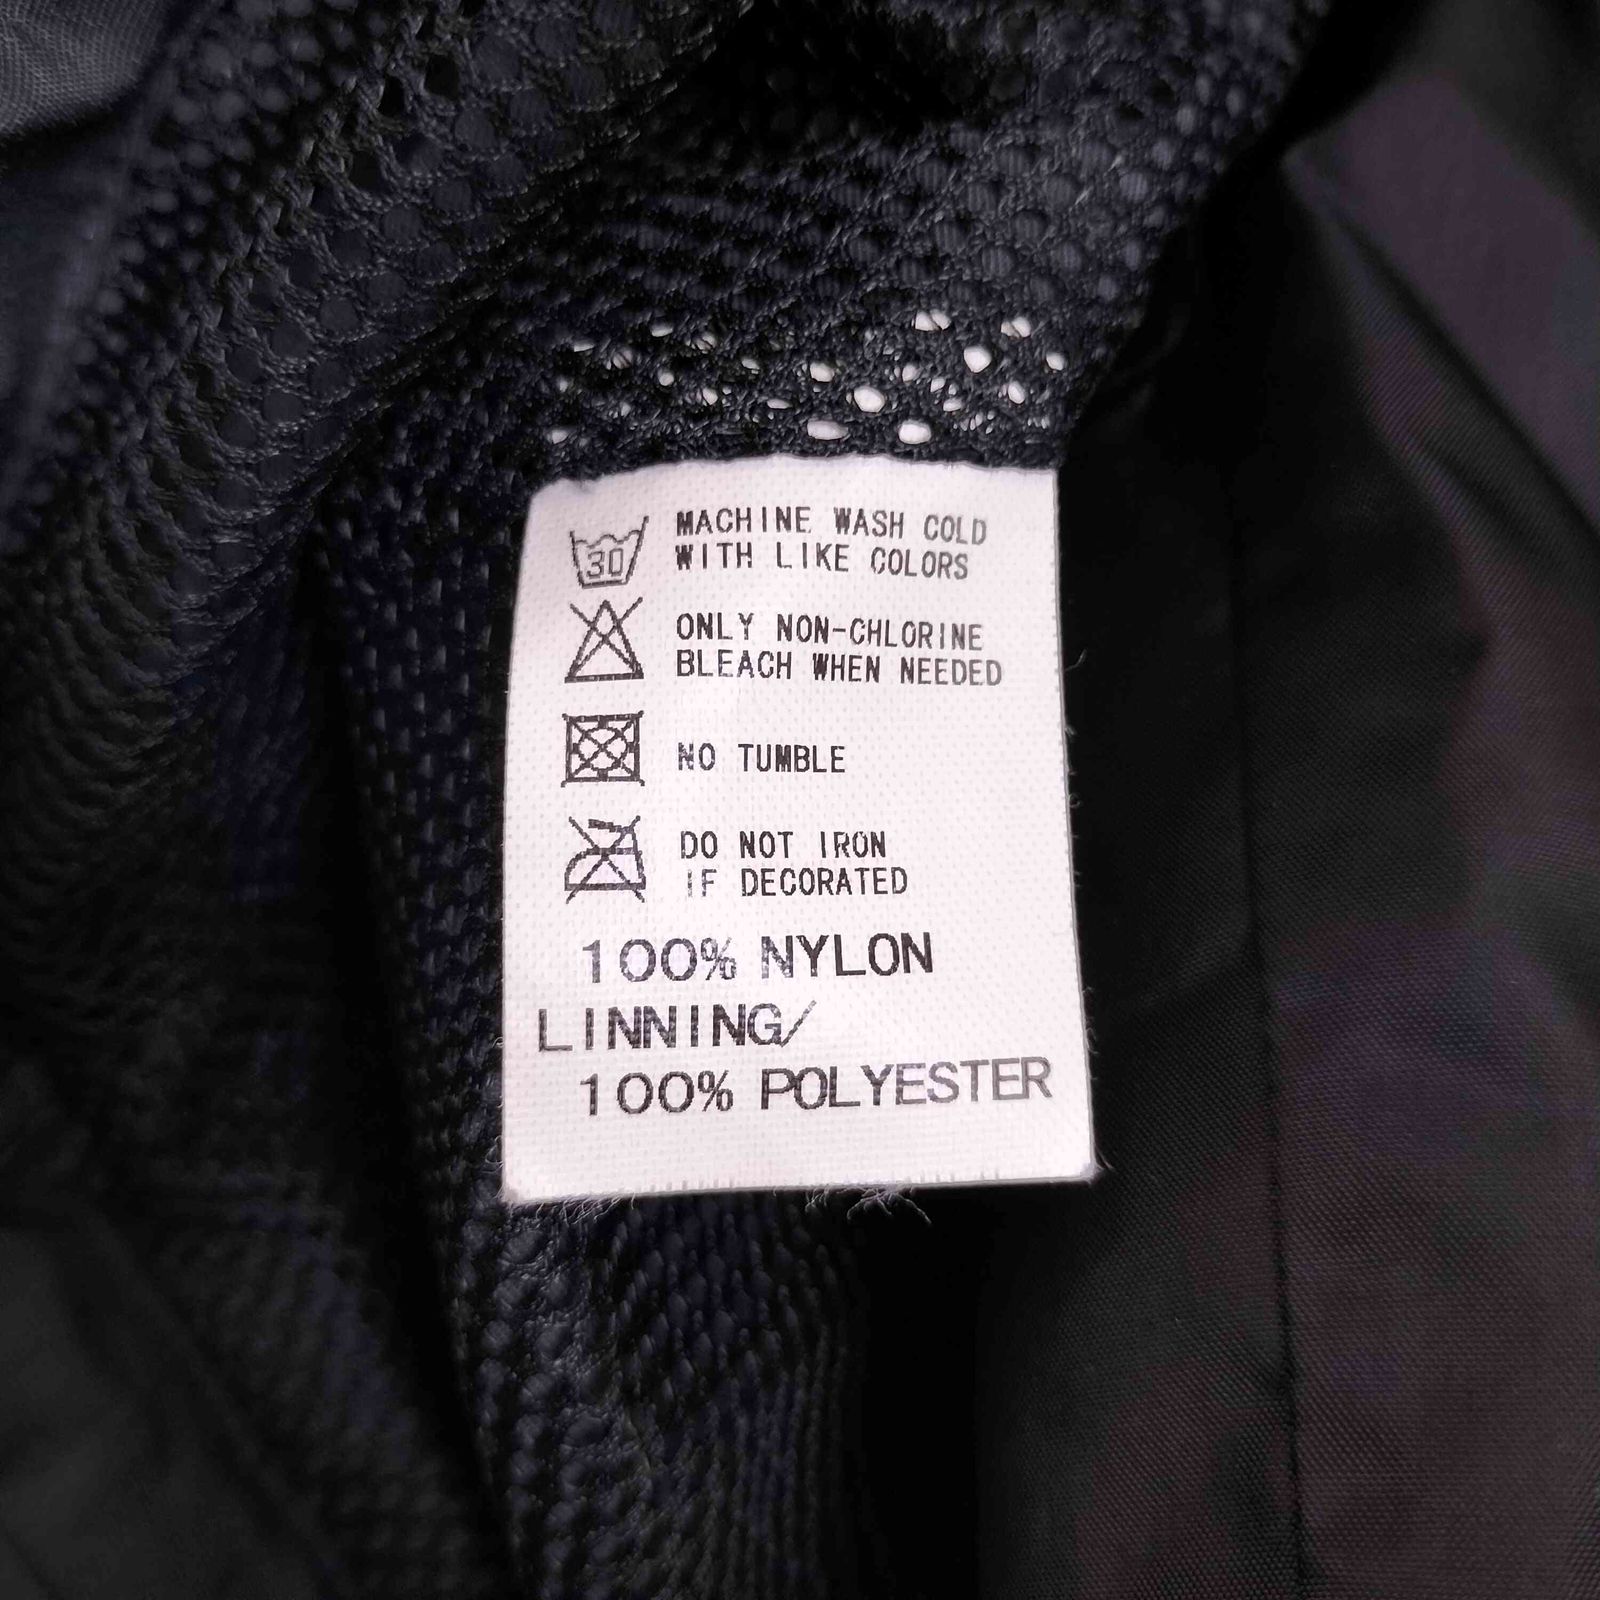 30
MACHINE WASH COLD
WITH LIKE COLORS
ONLY NON-CHLORINE
BLEACH WHEN NEEDED
NO TUMBLE
DO NOT IRON
IF DECORATED
100% NYLON
LINNING/
100% POLYESTER